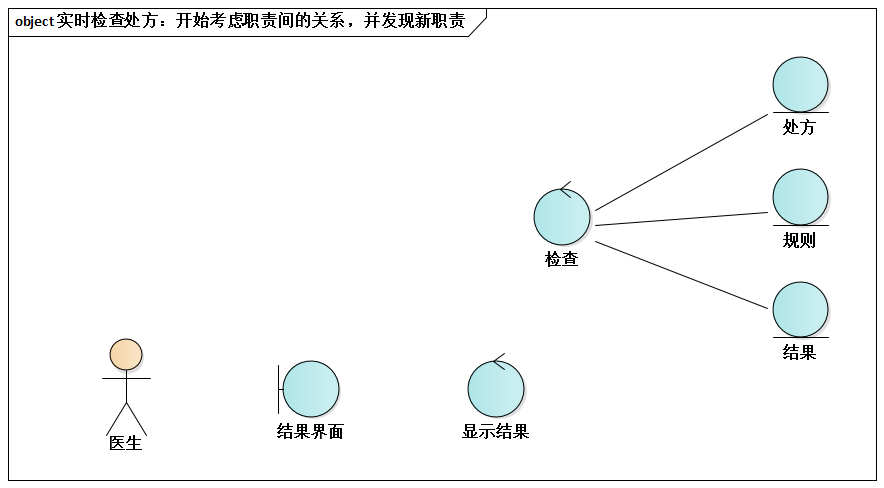 object 实时检查处方：开始考虑职责间的关系，并发现新职责
处方
检查
规则
结果
医生
结果界面
显示结果